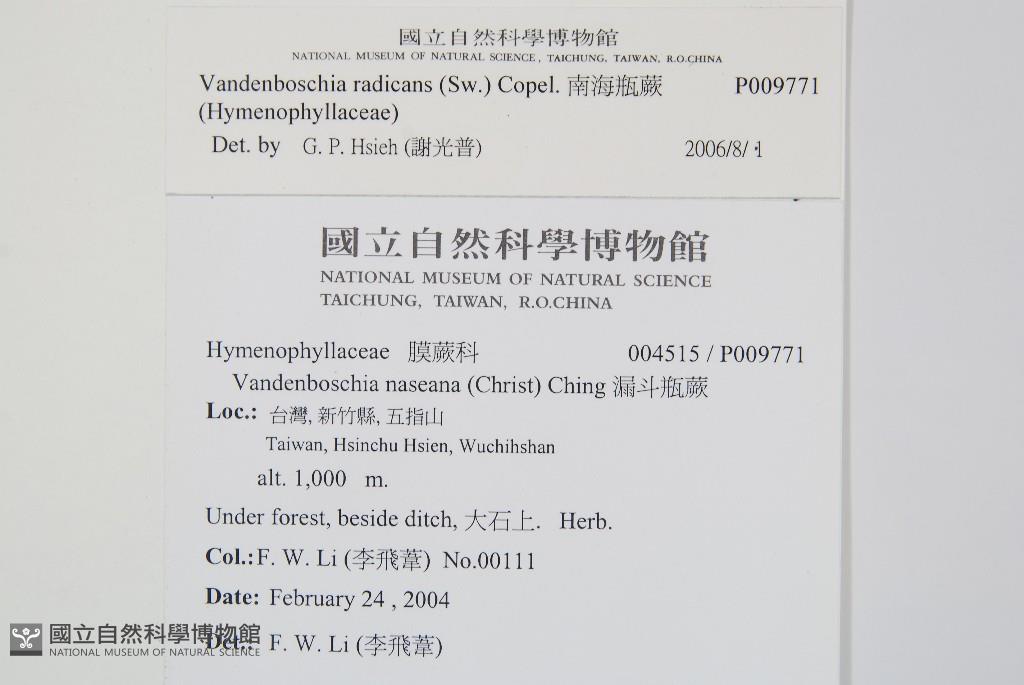 國立自然科學博物館
NATIONAL MUSEUM OF NATURAL SCIENCE, TAICHUNG, TAIWAN, R.O.CHINA
Vandenboschia radicans (Sw.) Copel. 南海瓶蕨 P009771
(Hymenophyllaceae)
Det. by G. P. Hsieh (謝光普) 2006/8/1
國立自然科學博物館
NATIONAL MUSEUM OF NATURAL SCIENCE
TAICHUNG, TAIWAN, R.O.CHINA
Hymenophyllaceae 膜蕨科 004515 / P009771
Vandenboschia naseana (Christ) Ching 漏斗瓶蕨
Loc.: 台灣, 新竹縣, 五指山
Taiwan, Hsinchu Hsien, Wuchihshan
alt. 1,000 m.
Under forest, beside ditch, 大石上. Herb.
Col.: F. W. Li (李飛葦) No.00111
Date: February 24 , 2004
Det.: F. W. Li (李飛葦)
國立自然科學博物館
NATIONAL MUSEUM OF NATURAL SCIENCE